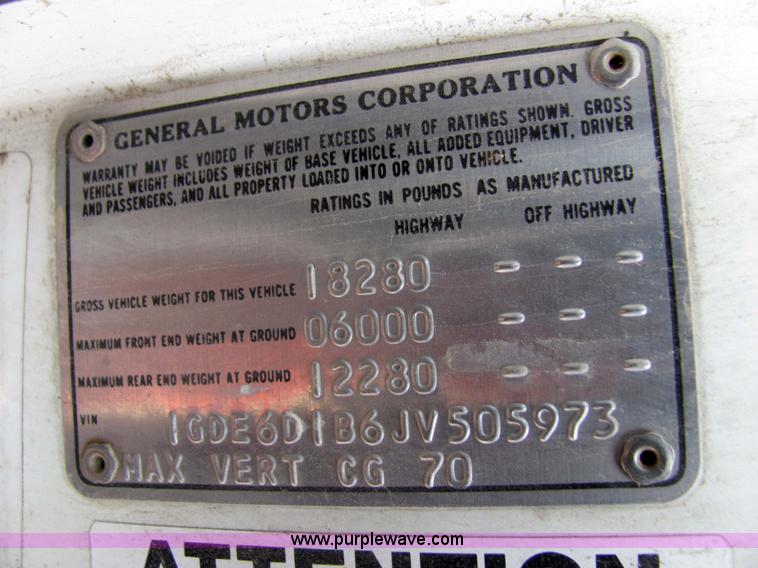 GENERAL MOTORS CORPORATION
WARRANTY MAY BE VOIDED IF WEIGHT EXCEEDS ANY OF RATINGS SHOWN. GROSS
VEHICLE WEIGHT INCLUDES WEIGHT OF BASE VEHICLE, ALL ADDED EQUIPMENT, DRIVER
AND PASSENGERS, AND ALL PROPERTY LOADED INTO OR ONTO VEHICLE.
RATINGS IN POUNDS AS MANUFACTURED
HIGHWAY OFF HIGHWAY
GROSS VEHICLE WEIGHT FOR THIS VEHICLE 18280 - - -
MAXIMUM FRONT END WEIGHT AT GROUND 06000 - - -
MAXIMUM REAR END WEIGHT AT GROUND 12280 - - -
VIN 1GDE6D1B6JV505973
MAX VERT CG 70
www.purplewave.com
ATTENTION